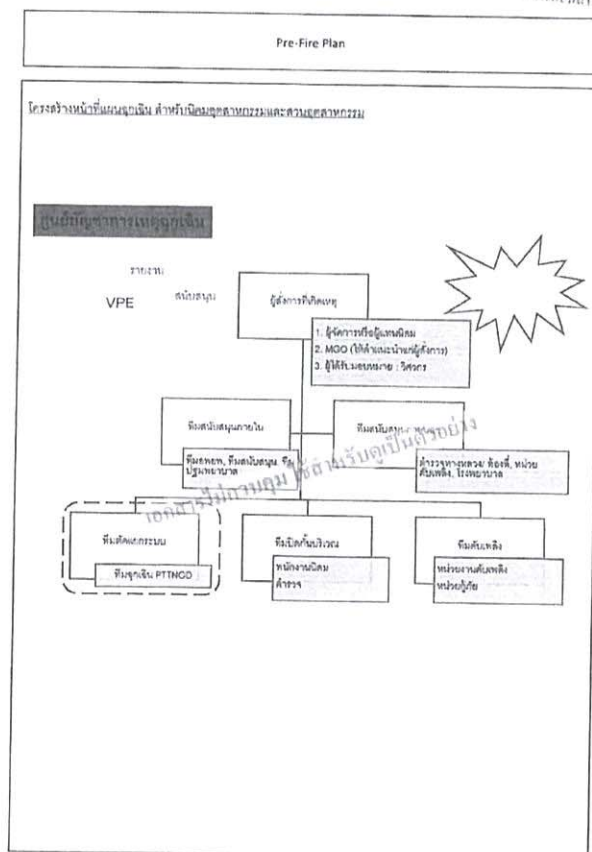 Pre-Fire Plan
โครงสร้างหน้าที่แผนฉุกเฉิน สำหรับนิคมอุตสาหกรรมและสวนอุตสาหกรรม
ศูนย์บัญชาการเหตุฉุกเฉิน
รายงาน
VPE
สนับสนุน
ผู้สั่งการที่เกิดเหตุ
1. ผู้จัดการหรือผู้แทนนิคม
2. MGO (ให้คำแนะนำแก่ผู้สั่งการ)
3. ผู้ได้รับมอบหมาย : วิศวกร
ทีมสนับสนุนภายใน
ทีมอพยพ, ทีมสนับสนุน, ทีม
ปฐมพยาบาล
ทีมสนับสนุน
ตำรวจทางหลวง/ ท้องที่, หน่วย
ดับเพลิง, โรงพยาบาล
เอกสารไม่ควบคุม ใช้สำหรับดูเป็นตัวอย่าง
ทีมตัดแยกระบบ
ทีมฉุกเฉิน PTTNGD
ทีมปิดกั้นบริเวณ
พนักงานนิคม
ตำรวจ
ทีมดับเพลิง
หน่วยงานดับเพลิง
หน่วยกู้ภัย